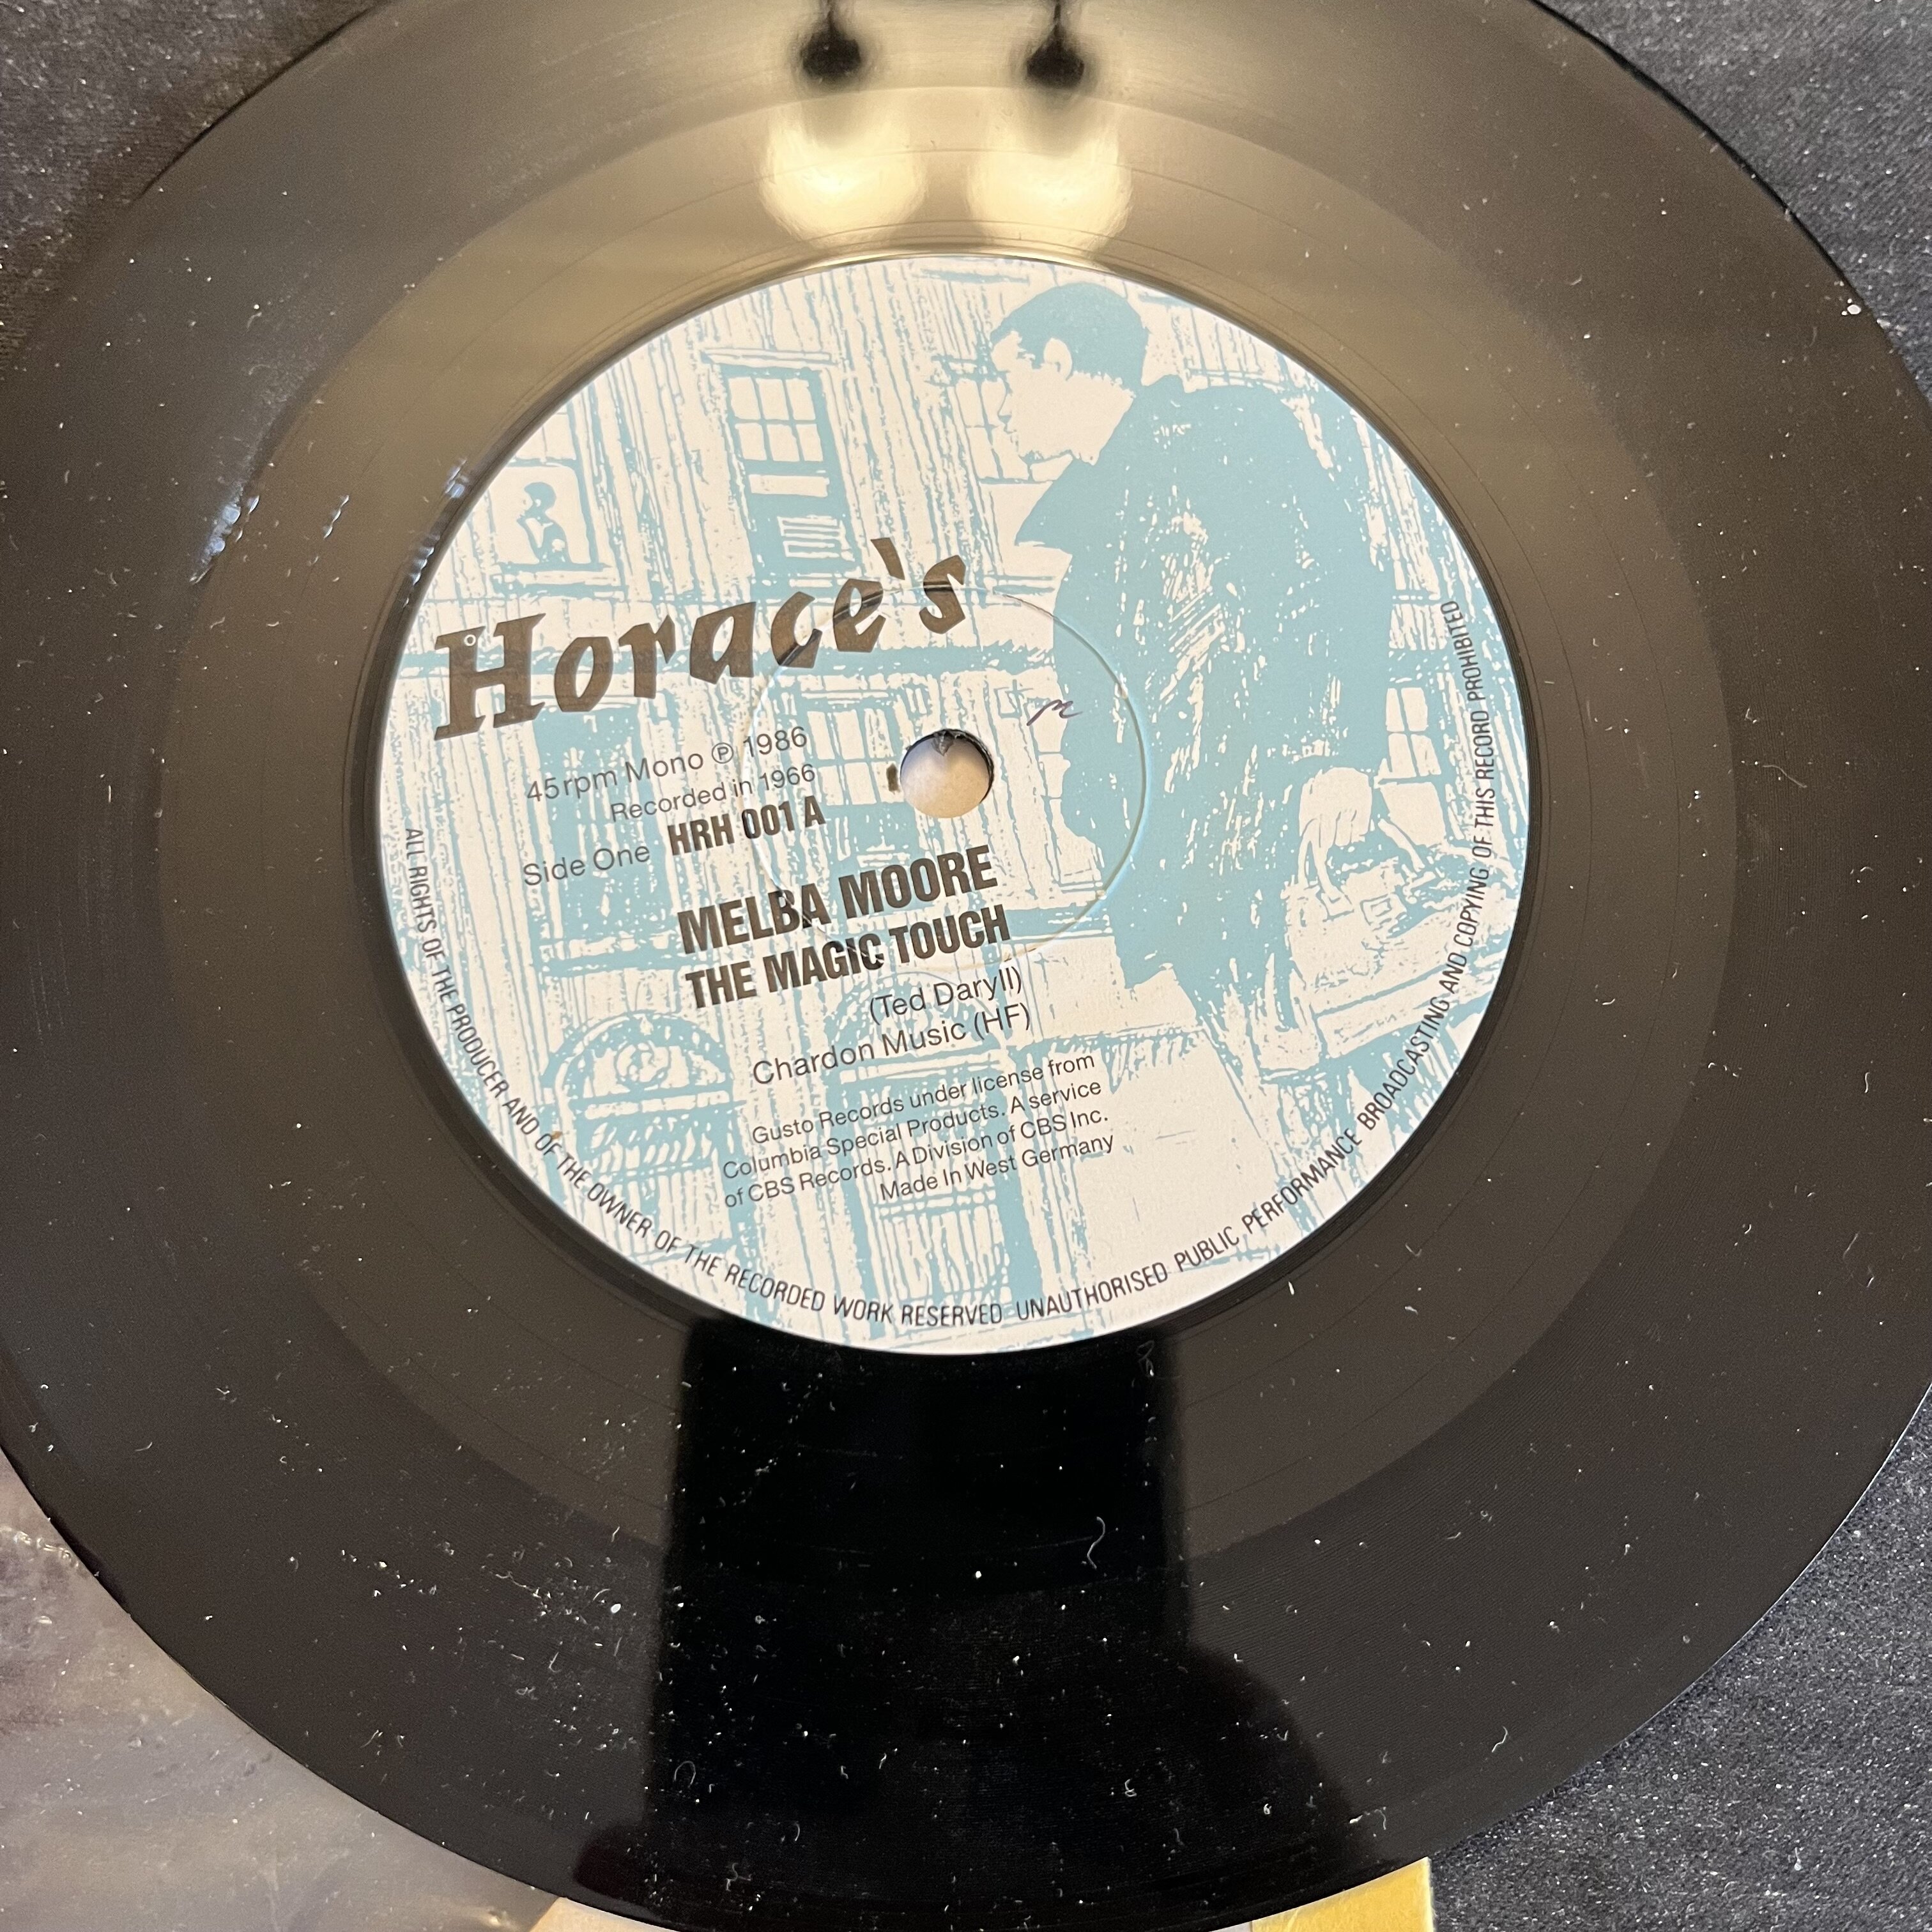 Horace's
45rpm Mono ℗ 1986
Recorded in 1966
HRH 001 A
Side One
MELBA MOORE
THE MAGIC TOUCH
(Ted Daryll)
Chardon Music (HF)
Gusto Records under license from
Columbia Special Products. A service
of CBS Records. A Division of CBS Inc.
Made In West Germany
ALL RIGHTS OF THE PRODUCER AND OF THE OWNER OF THE RECORDED WORK RESERVED UNAUTHORISED PUBLIC PERFORMANCE BROADCASTING AND COPYING OF THIS RECORD PROHIBITED